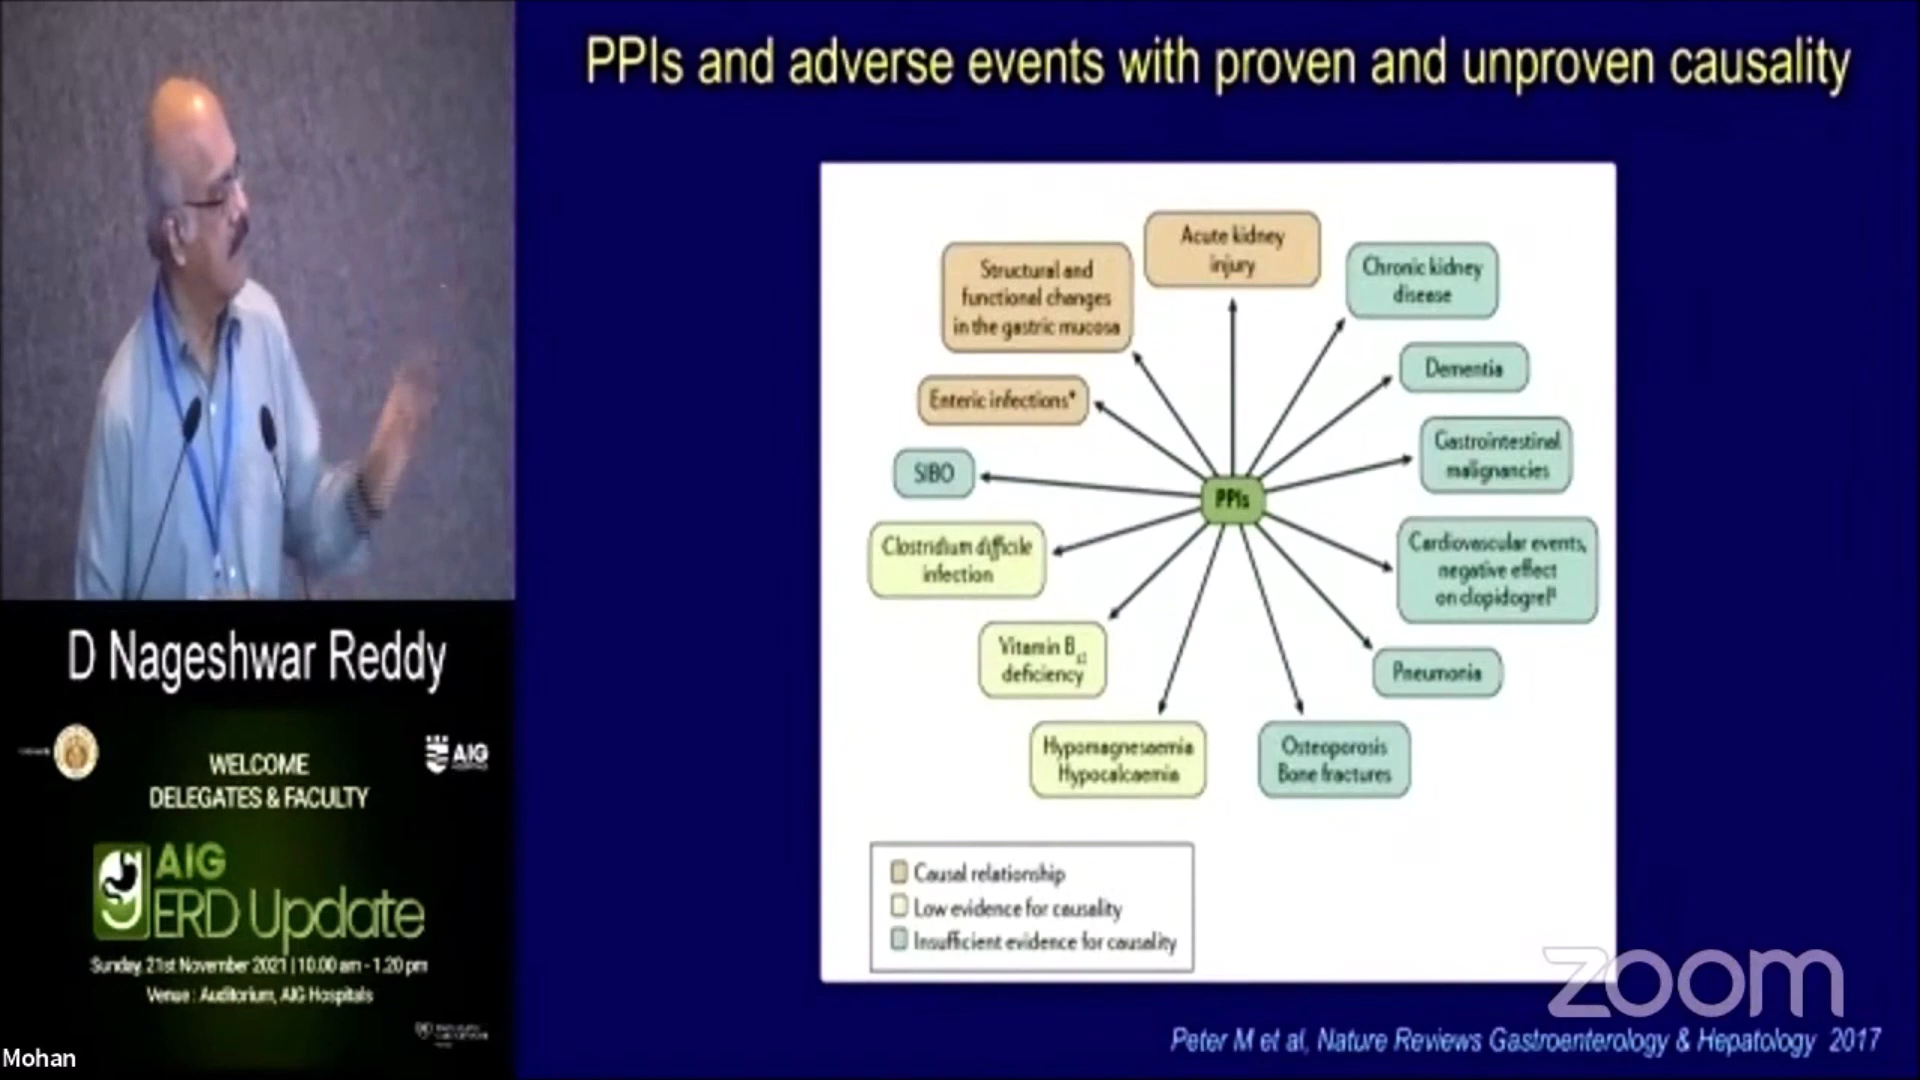 PPIs and adverse events with proven and unproven causality
Acute kidney
injury
Structural and
functional changes
in the gastric mucosa
Chronic kidney
disease
Dementia
Enteric infections*
Gastrointestinal
malignancies
SIBO
PPIs
Clostridium difficile
infection
Cardiovascular events,
negative effect
on clopidogrel
Vitamin B
deficiency
Pneumonia
Hypomagnesaemia
Hypocalcaemia
Osteoporosis
Bone fractures
Causal relationship
Low evidence for causality
Insufficient evidence for causality
zoom
Peter M et al, Nature Reviews Gastroenterology & Hepatology 2017
D Nageshwar Reddy
AIG
WELCOME
DELEGATES & FACULTY
AIG
gERD Update
Sunday, 21st November 2021 | 10.00 am - 1.20 pm
Venue : Auditorium, AIG Hospitals
Mohan